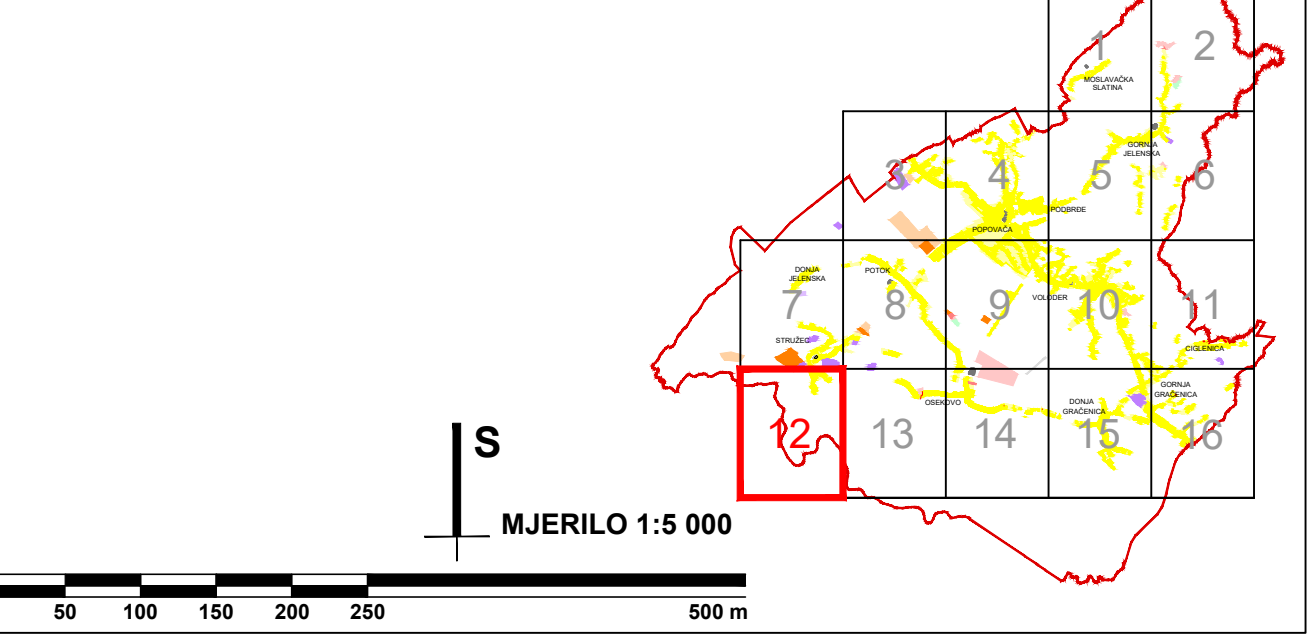 1
2
MOSLAVAČKA
SLATINA
GORNJA
JELENSKA
3
4
5
6
PODBRĐE
POPOVAČA
DONJA
JELENSKA
POTOK
7
8
9
VOLODER
10
11
STRUŽEC
CIGLENICA
GORNJA
GRAČENICA
OSEKOVO
DONJA
GRAČENICA
12
13
14
15
16
S
MJERILO 1:5 000
50 100 150 200 250 500 m